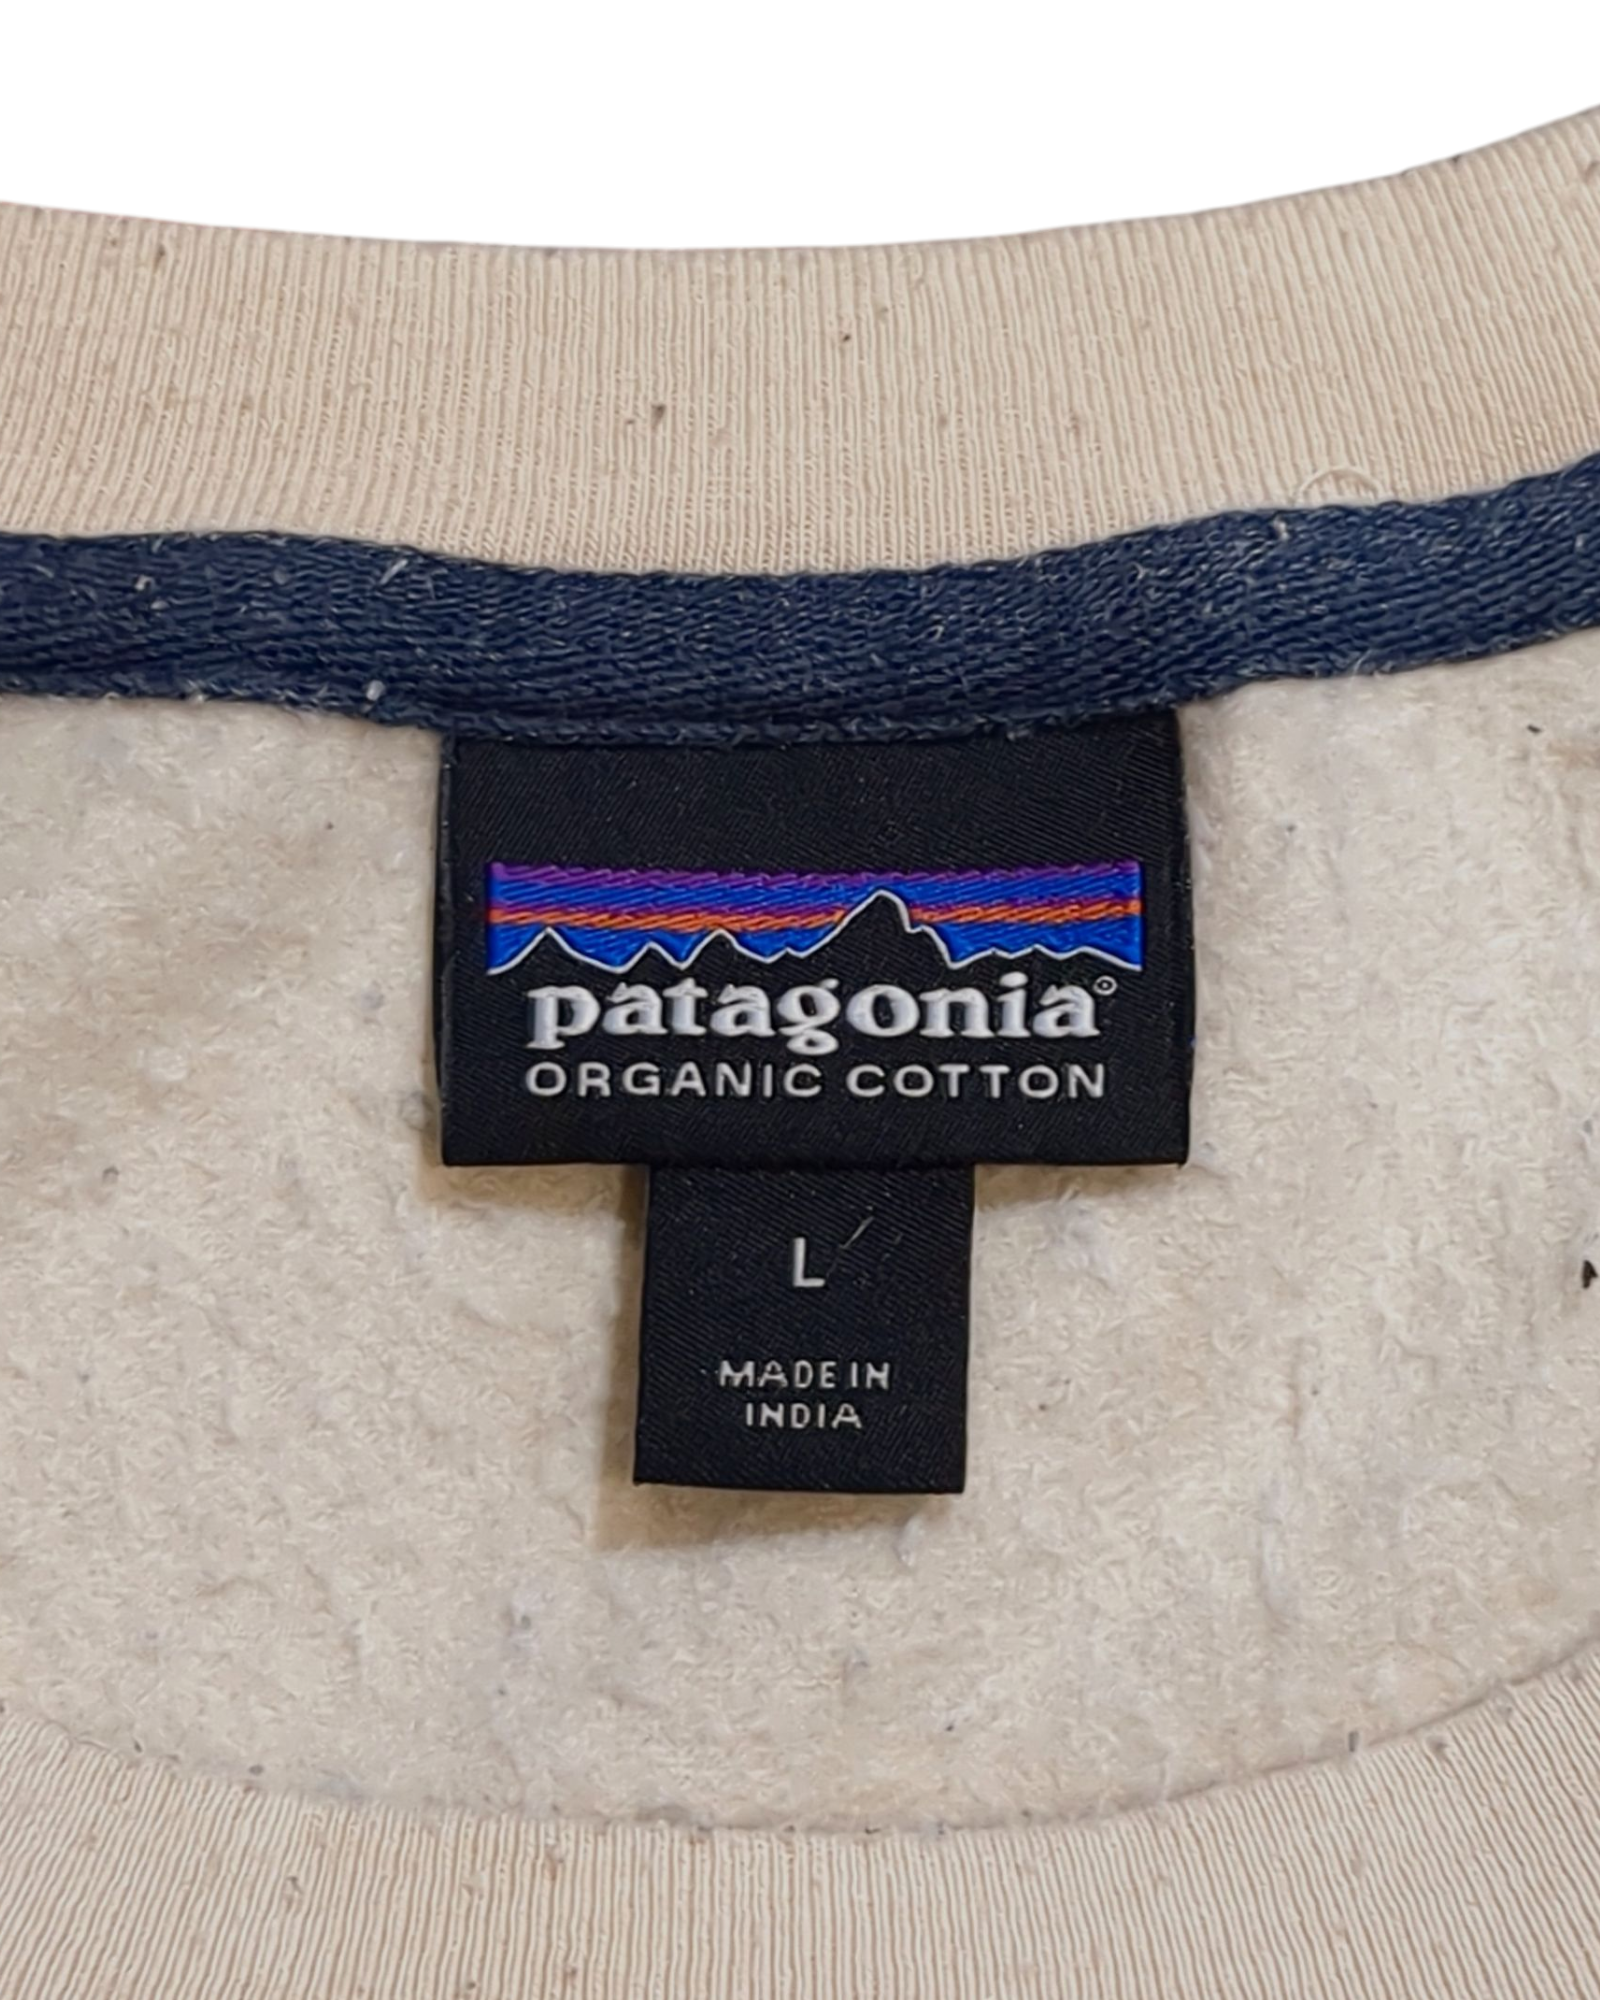 patagonia®
ORGANIC COTTON
L
MADE IN
INDIA